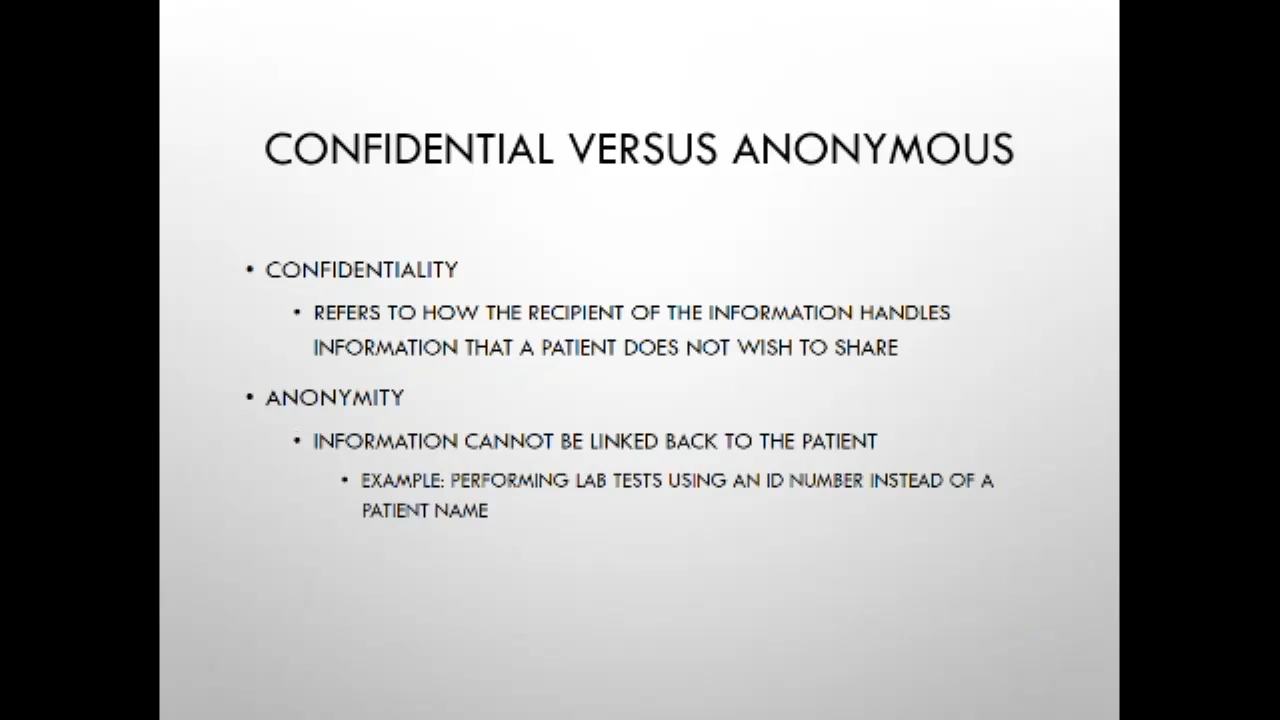 CONFIDENTIAL VERSUS ANONYMOUS
• CONFIDENTIALITY
• REFERS TO HOW THE RECIPIENT OF THE INFORMATION HANDLES
INFORMATION THAT A PATIENT DOES NOT WISH TO SHARE
• ANONYMITY
• INFORMATION CANNOT BE LINKED BACK TO THE PATIENT
• EXAMPLE: PERFORMING LAB TESTS USING AN ID NUMBER INSTEAD OF A
PATIENT NAME